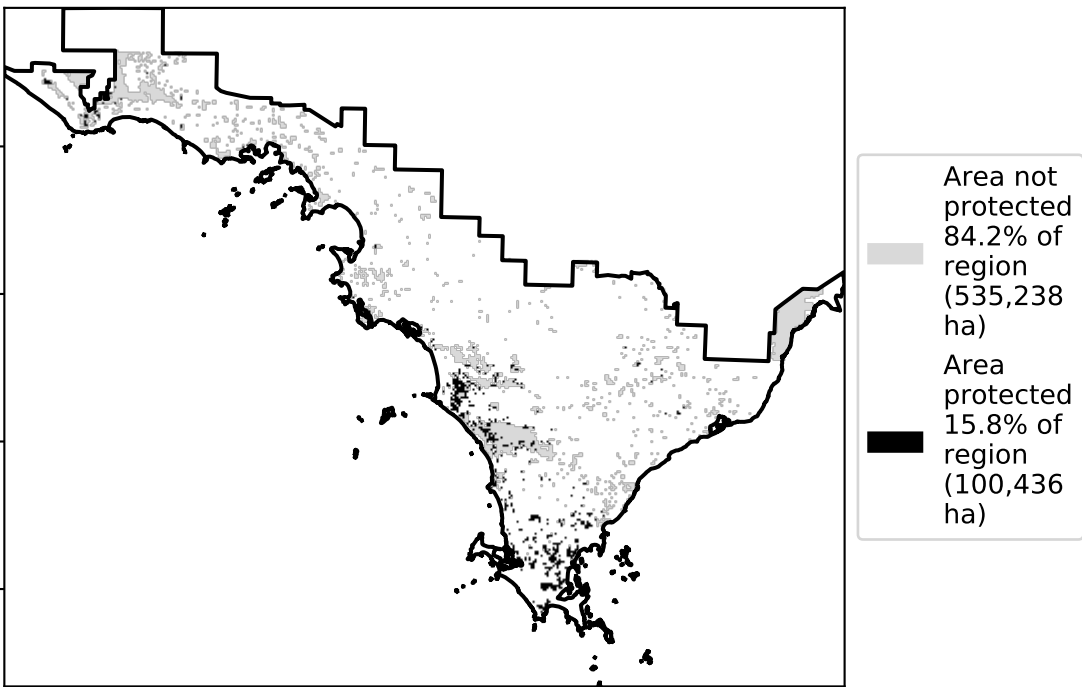 Area not
protected
84.2% of
region
(535,238
ha)
Area
protected
15.8% of
region
(100,436
ha)